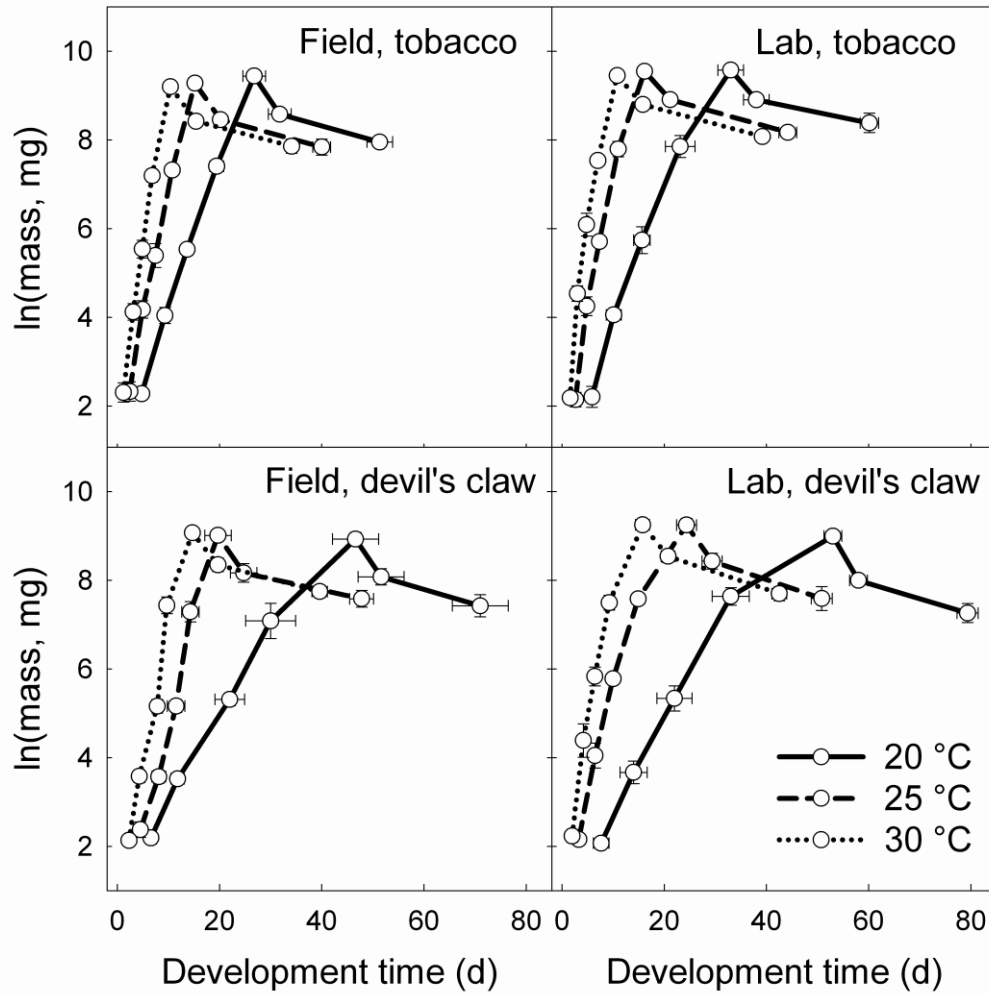 Field, tobacco
Lab, tobacco
10
8
6
4
2
ln(mass, mg)
Field, devil's claw
Lab, devil's claw
10
8
6
4
2
ln(mass, mg)
20 °C
25 °C
30 °C
0 20 40 60 80
0 20 40 60 80
Development time (d)
Development time (d)